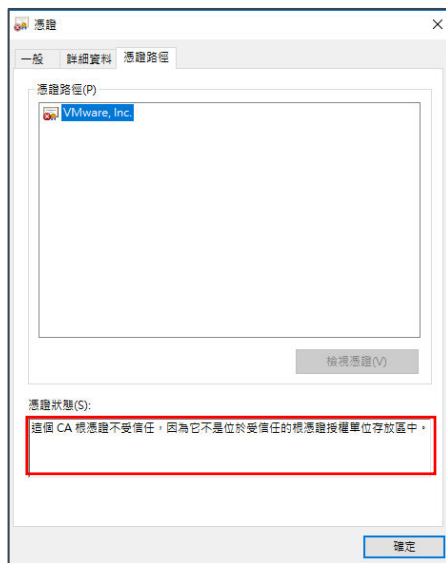 憑證
一般
詳細資料
憑證路徑
憑證路徑(P)
VMware, Inc.
檢視憑證(V)
憑證狀態(S):
這個 CA 根憑證不受信任，因為它不是位於受信任的根憑證授權單位存放區中。
確定